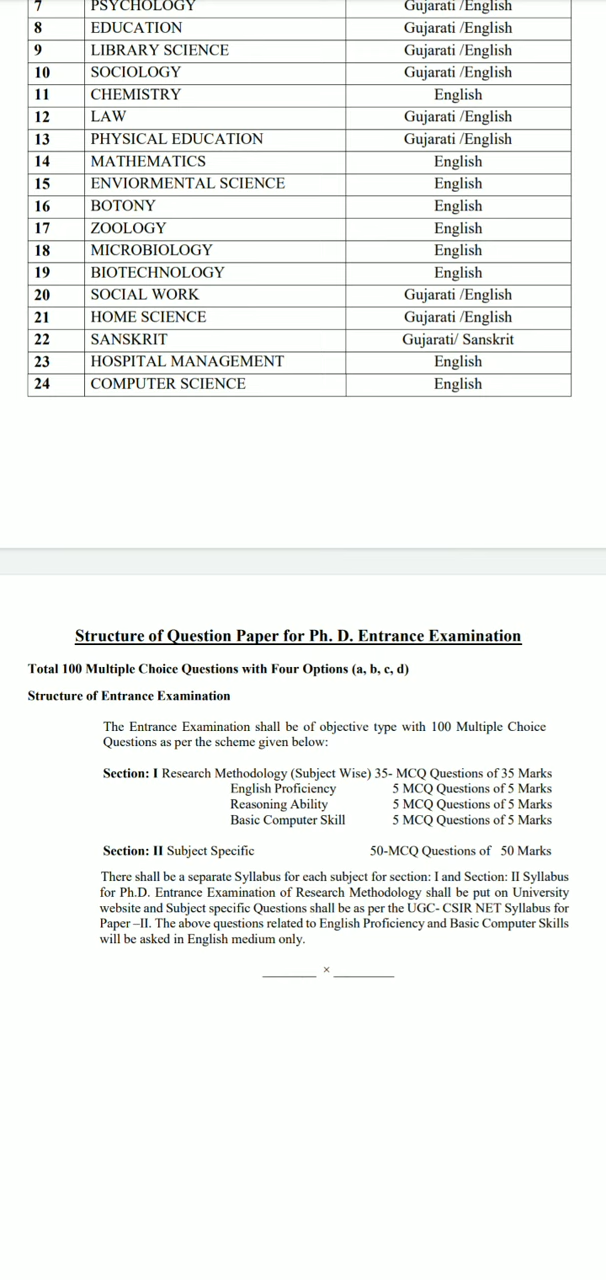 7 PSYCHOLOGY Gujarati /English
8 EDUCATION Gujarati /English
9 LIBRARY SCIENCE Gujarati /English
10 SOCIOLOGY Gujarati /English
11 CHEMISTRY English
12 LAW Gujarati /English
13 PHYSICAL EDUCATION Gujarati /English
14 MATHEMATICS English
15 ENVIORMENTAL SCIENCE English
16 BOTONY English
17 ZOOLOGY English
18 MICROBIOLOGY English
19 BIOTECHNOLOGY English
20 SOCIAL WORK Gujarati /English
21 HOME SCIENCE Gujarati /English
22 SANSKRIT Gujarati/ Sanskrit
23 HOSPITAL MANAGEMENT English
24 COMPUTER SCIENCE English
Structure of Question Paper for Ph. D. Entrance Examination
Total 100 Multiple Choice Questions with Four Options (a, b, c, d)
Structure of Entrance Examination
The Entrance Examination shall be of objective type with 100 Multiple Choice
Questions as per the scheme given below:
Section: I Research Methodology (Subject Wise) 35- MCQ Questions of 35 Marks
English Proficiency 5 MCQ Questions of 5 Marks
Reasoning Ability 5 MCQ Questions of 5 Marks
Basic Computer Skill 5 MCQ Questions of 5 Marks
Section: II Subject Specific 50-MCQ Questions of 50 Marks
There shall be a separate Syllabus for each subject for section: I and Section: II Syllabus
for Ph.D. Entrance Examination of Research Methodology shall be put on University
website and Subject specific Questions shall be as per the UGC- CSIR NET Syllabus for
Paper –II. The above questions related to English Proficiency and Basic Computer Skills
will be asked in English medium only.
________ × _________